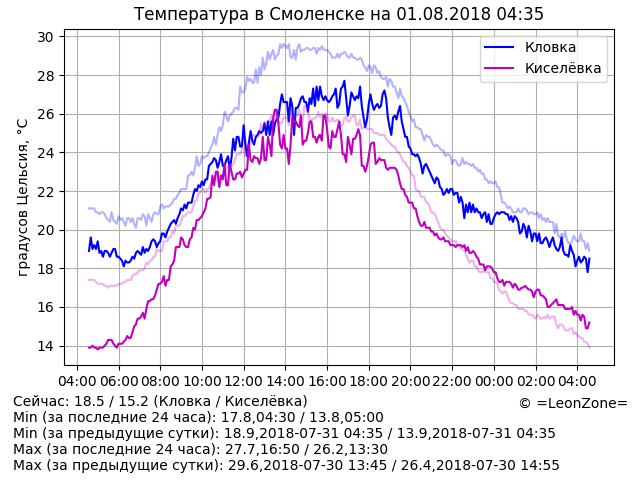 Температура в Смоленске на 01.08.2018 04:35
градусов Цельсия, °C
30
28
26
24
22
20
18
16
14
Кловка
Киселёвка
04:00 06:00 08:00 10:00 12:00 14:00 16:00 18:00 20:00 22:00 00:00 02:00 04:00
Сейчас: 18.5 / 15.2 (Кловка / Киселёвка)
© =LeonZone=
Min (за последние 24 часа): 17.8,04:30 / 13.8,05:00
Min (за предыдущие сутки): 18.9,2018-07-31 04:35 / 13.9,2018-07-31 04:35
Max (за последние 24 часа): 27.7,16:50 / 26.2,13:30
Max (за предыдущие сутки): 29.6,2018-07-30 13:45 / 26.4,2018-07-30 14:55